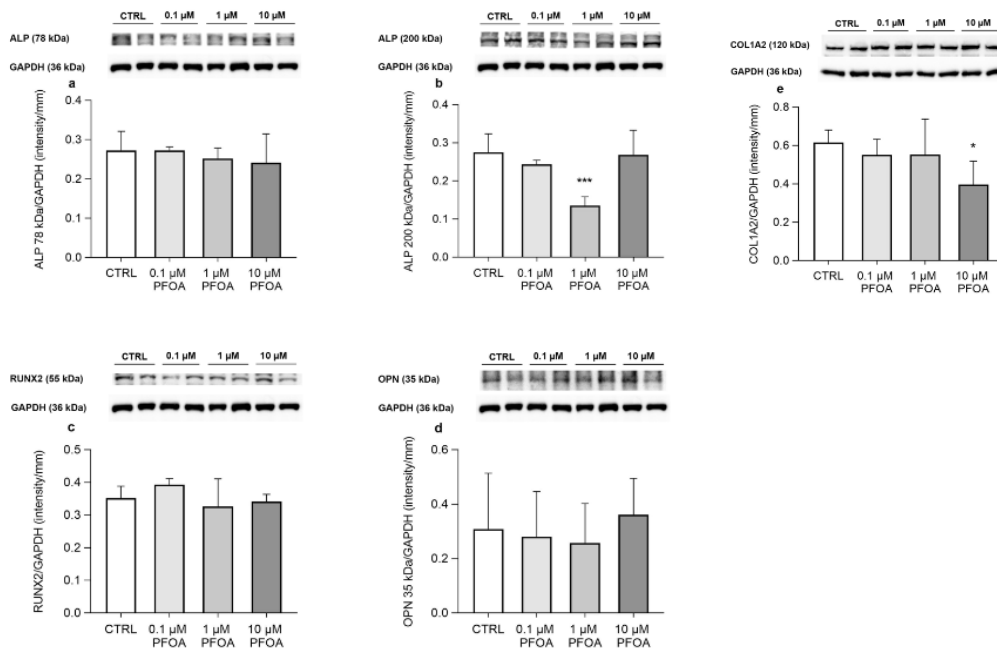 CTRL 0.1 µM 1 µM 10 µM
ALP (78 kDa)
GAPDH (36 kDa)
a
ALP 78 kDa/GAPDH (intensity/mm)
0.4
0.3
0.2
0.1
0.0
CTRL 0.1 µM PFOA 1 µM PFOA 10 µM PFOA
CTRL 0.1 µM 1 µM 10 µM
ALP (200 kDa)
GAPDH (36 kDa)
b
ALP 200 kDa/GAPDH (intensity/mm)
0.4
0.3
0.2
0.1
0.0
***
CTRL 0.1 µM PFOA 1 µM PFOA 10 µM PFOA
CTRL 0.1 µM 1 µM 10 µM
COL1A2 (120 kDa)
GAPDH (36 kDa)
e
COL1A2/GAPDH (intensity/mm)
0.8
0.6
0.4
0.2
0.0
*
CTRL 0.1 µM PFOA 1 µM PFOA 10 µM PFOA
CTRL 0.1 µM 1 µM 10 µM
RUNX2 (55 kDa)
GAPDH (36 kDa)
c
RUNX2/GAPDH (intensity/mm)
0.5
0.4
0.3
0.2
0.1
0.0
CTRL 0.1 µM PFOA 1 µM PFOA 10 µM PFOA
CTRL 0.1 µM 1 µM 10 µM
OPN (35 kDa)
GAPDH (36 kDa)
d
OPN 35 kDa/GAPDH (intensity/mm)
0.6
0.4
0.2
0.0
CTRL 0.1 µM PFOA 1 µM PFOA 10 µM PFOA